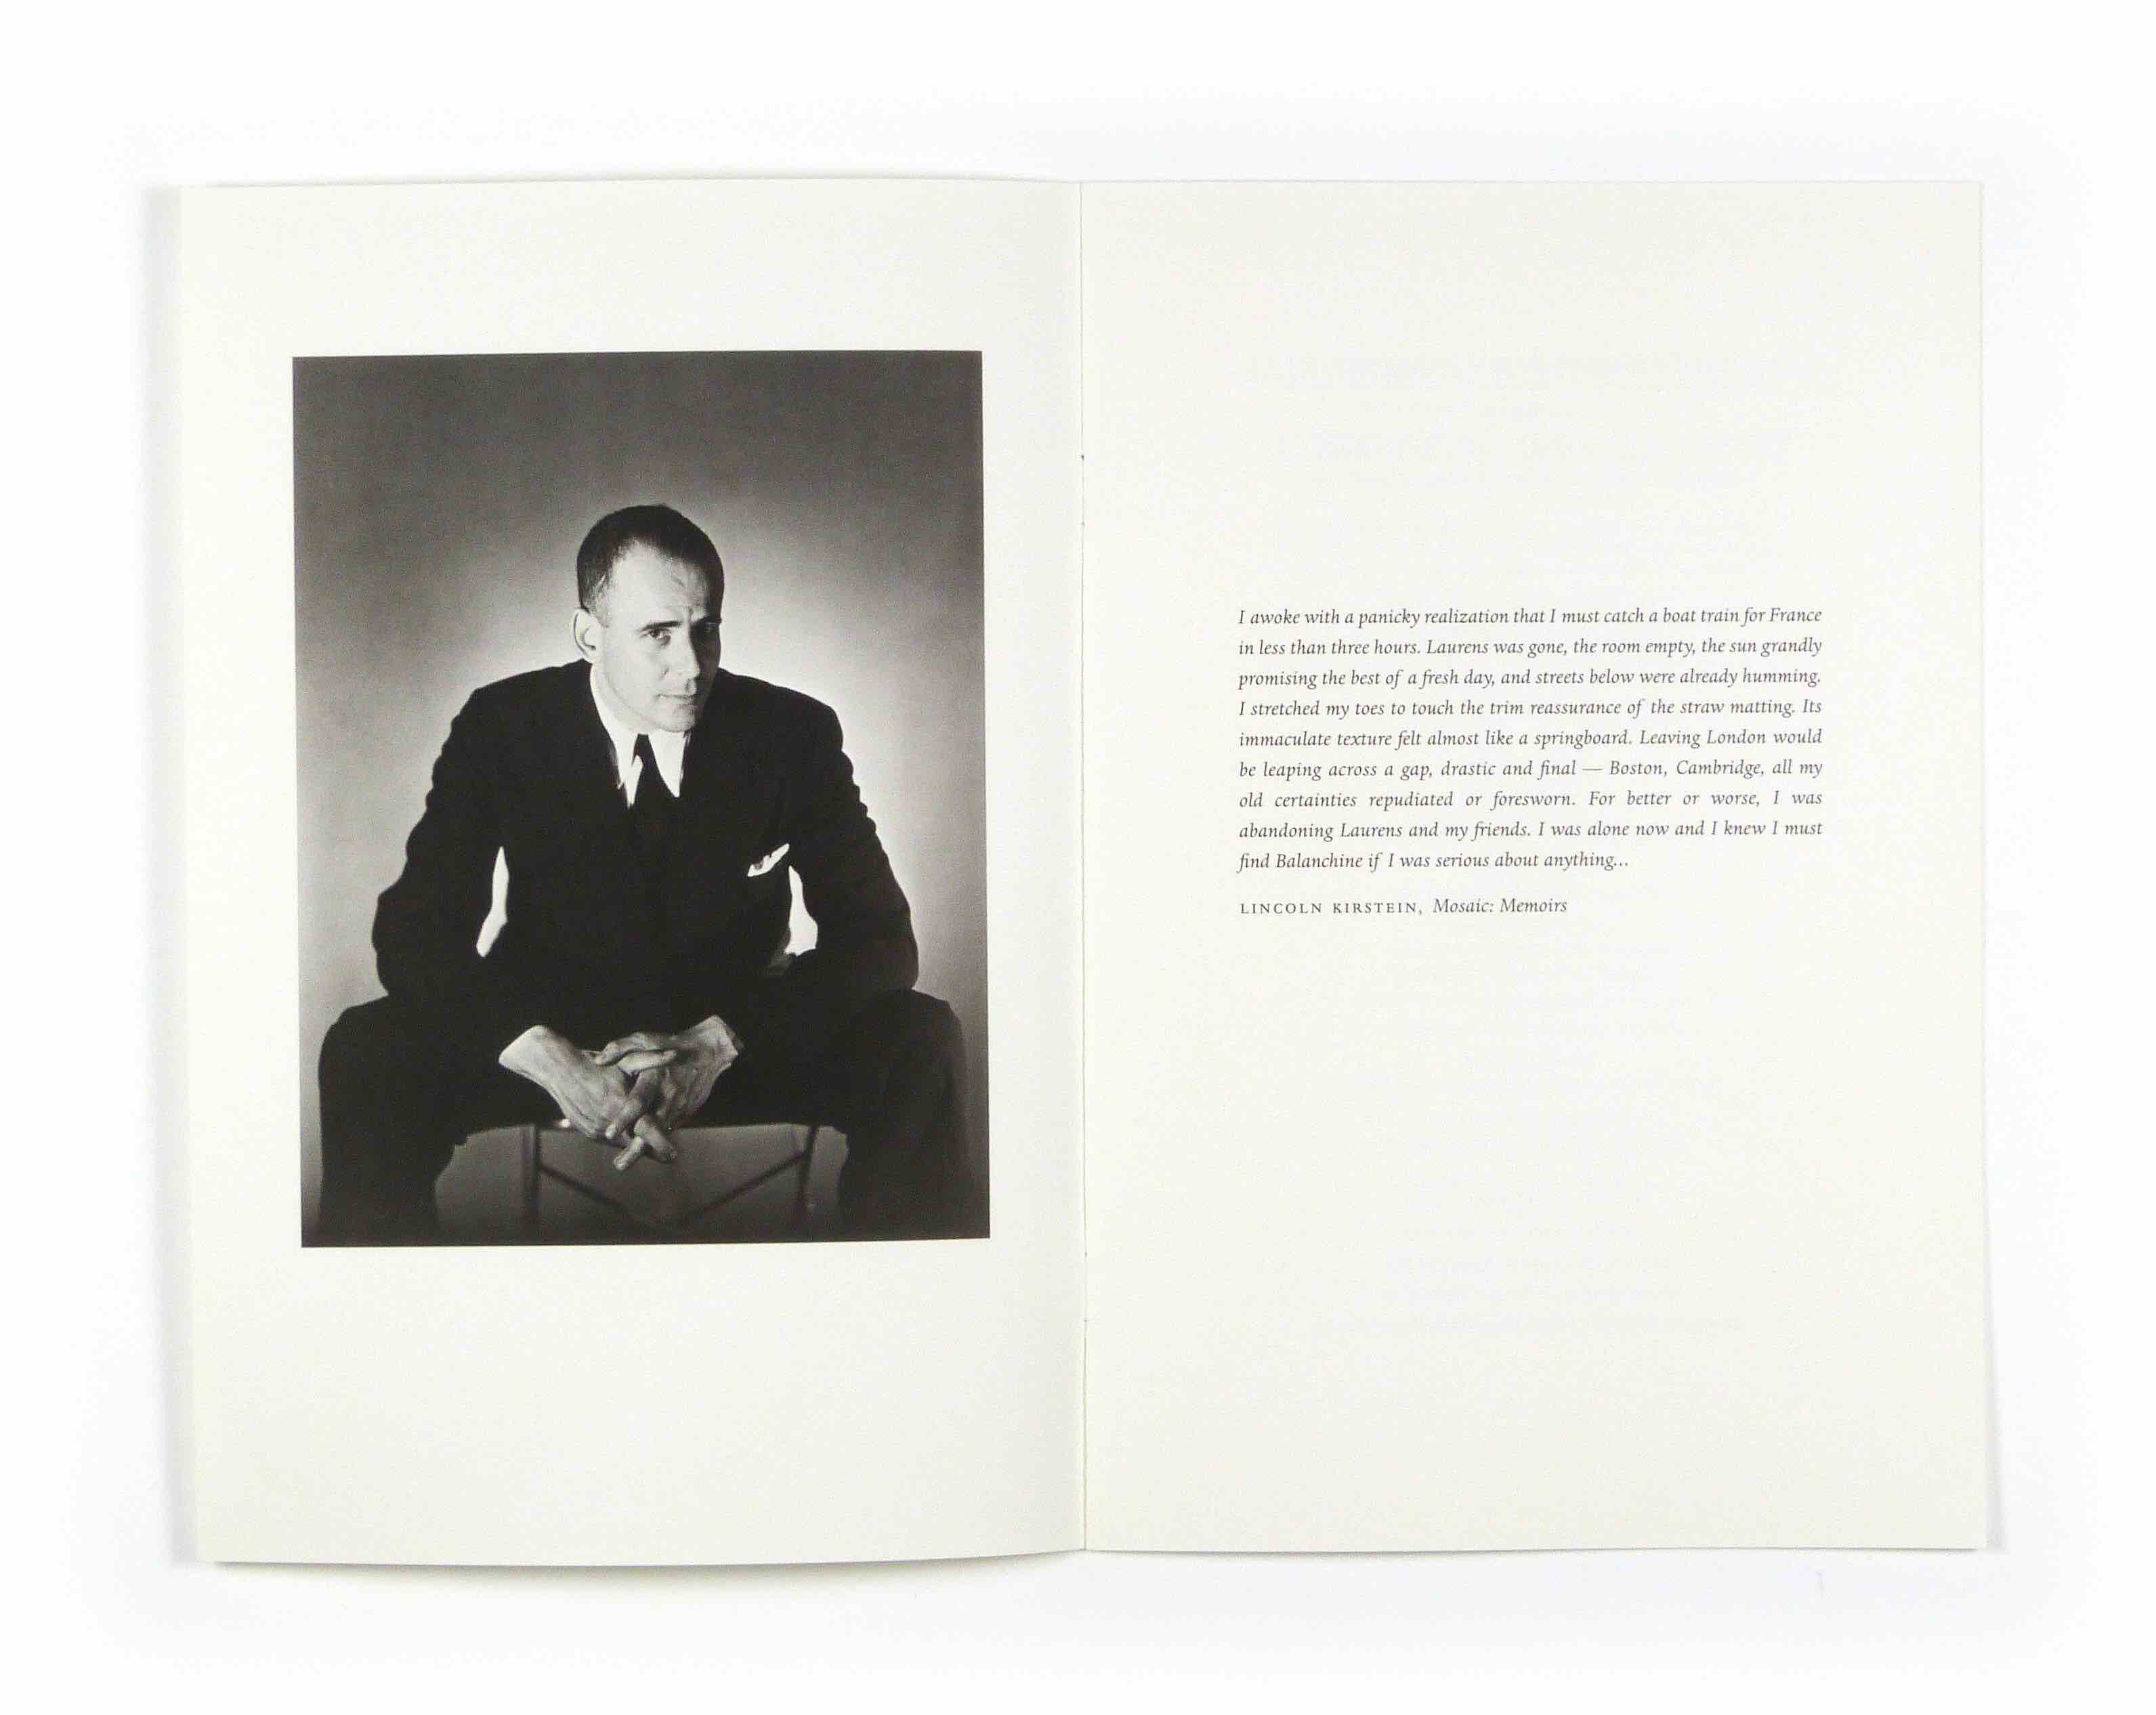 I awoke with a panicky realization that I must catch a boat train for France
in less than three hours. Laurens was gone, the room empty, the sun grandly
promising the best of a fresh day, and streets below were already humming.
I stretched my toes to touch the trim reassurance of the straw matting. Its
immaculate texture felt almost like a springboard. Leaving London would
be leaping across a gap, drastic and final — Boston, Cambridge, all my
old certainties repudiated or foresworn. For better or worse, I was
abandoning Laurens and my friends. I was alone now and I knew I must
find Balanchine if I was serious about anything...
LINCOLN KIRSTEIN, Mosaic: Memoirs